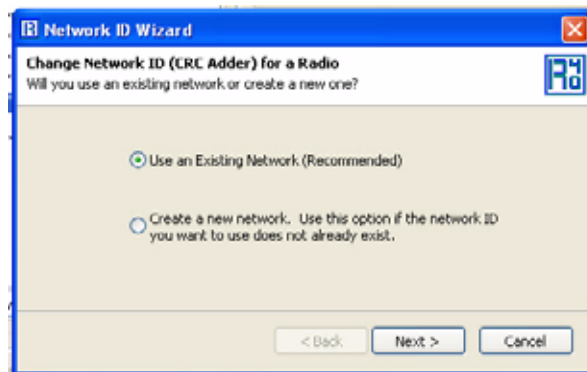 Network ID Wizard
Change Network ID (CRC Adder) for a Radio
Will you use an existing network or create a new one?
Use an Existing Network (Recommended)
Create a new network. Use this option if the network ID
you want to use does not already exist.
< Back
Next >
Cancel